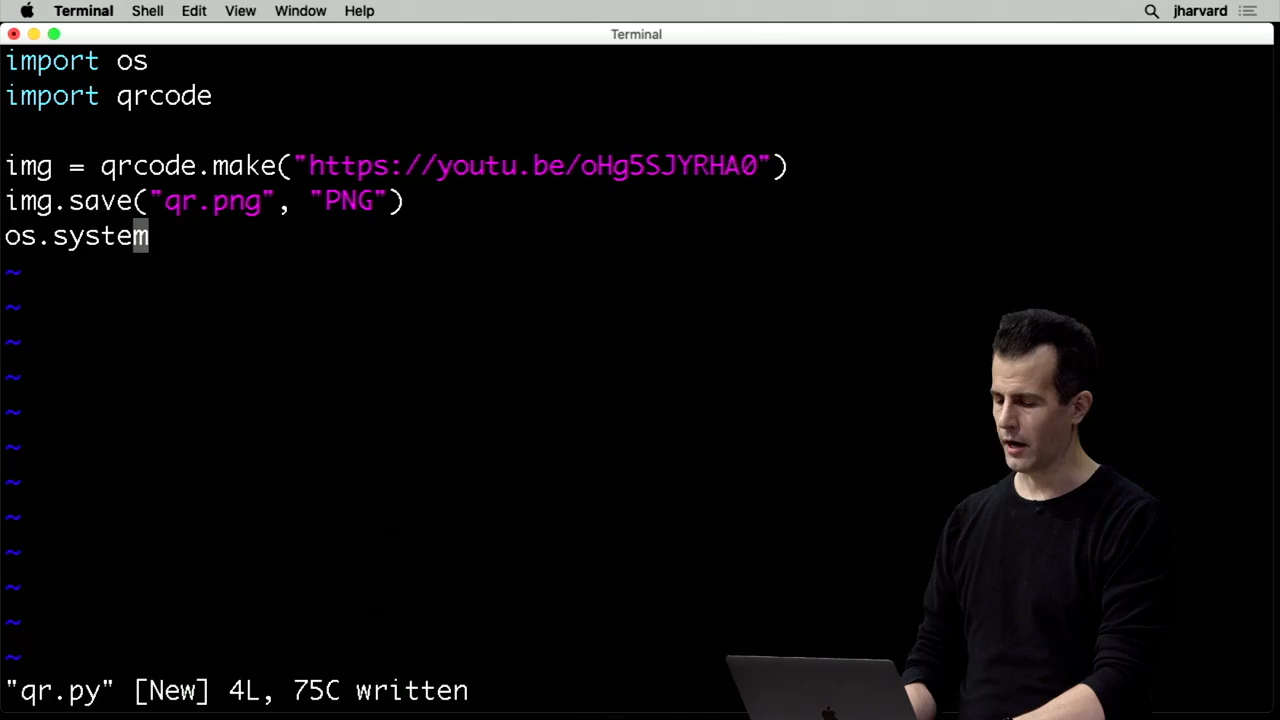 Terminal Shell Edit View Window Help jharvard
Terminal
import os
import qrcode
img = qrcode.make("https://youtu.be/oHg5SJYRHA0")
img.save("qr.png", "PNG")
os.system
~
~
~
~
~
~
~
~
~
~
~
~
"qr.py" [New] 4L, 75C written